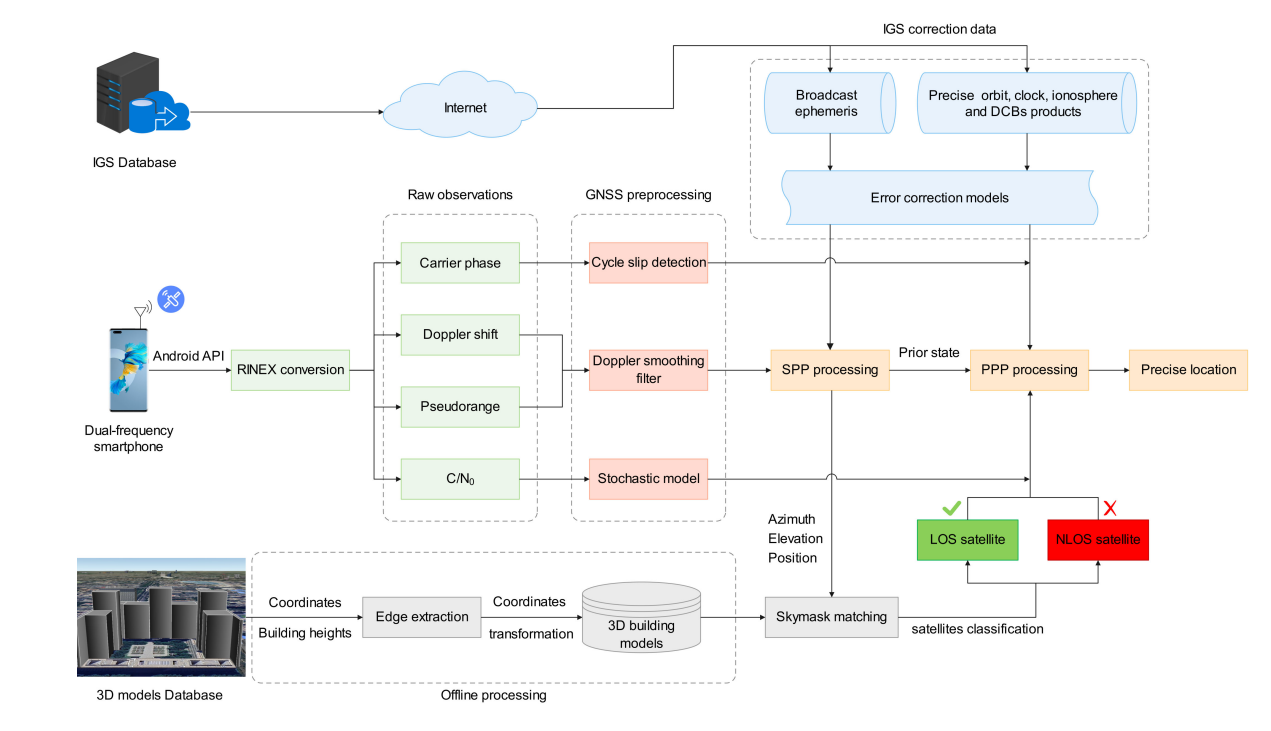 IGS correction data
Broadcast
ephemeris
Precise orbit, clock, ionosphere
and DCBs products
Internet
IGS Database
Error correction models
Raw observations
GNSS preprocessing
Carrier phase
Cycle slip detection
Doppler shift
Android API
RINEX conversion
Doppler smoothing
filter
SPP processing
Prior state
PPP processing
Precise location
Pseudorange
Dual-frequency
smartphone
C/N₀
Stochastic model
Azimuth
Elevation
Position
LOS satellite
NLOS satellite
Coordinates
Building heights
Edge extraction
Coordinates
transformation
3D building
models
Skymask matching
satellites classification
3D models Database
Offline processing